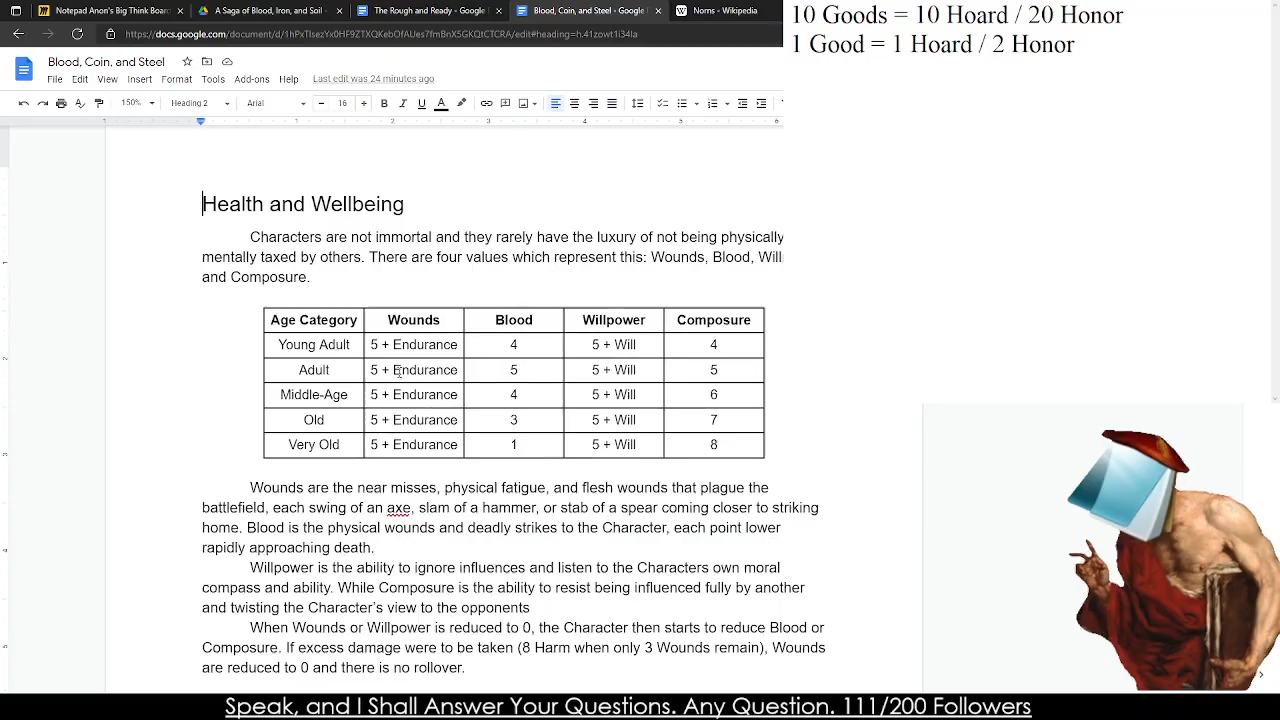 Notepad Anon's Big Think Board
A Saga of Blood, Iron, and Soil -
The Rough and Ready - Google
Blood, Coin, and Steel - Google
Norns - Wikipedia
https://docs.google.com/document/d/1hPxTlsezYx0HF9ZTXQKebOfAUes7fmBnX5GKQtCTCRA/edit#heading=h.41zowt1i34la
Blood, Coin, and Steel
File Edit View Insert Format Tools Add-ons Help Last edit was 24 minutes ago
150% Heading 2 Arial 16
10 Goods = 10 Hoard / 20 Honor
1 Good = 1 Hoard / 2 Honor
Health and Wellbeing
Characters are not immortal and they rarely have the luxury of not being physically
mentally taxed by others. There are four values which represent this: Wounds, Blood, Will
and Composure.
Age Category Wounds Blood Willpower Composure
Young Adult 5 + Endurance 4 5 + Will 4
Adult 5 + Endurance 5 5 + Will 5
Middle-Age 5 + Endurance 4 5 + Will 6
Old 5 + Endurance 3 5 + Will 7
Very Old 5 + Endurance 1 5 + Will 8
Wounds are the near misses, physical fatigue, and flesh wounds that plague the
battlefield, each swing of an axe, slam of a hammer, or stab of a spear coming closer to striking
home. Blood is the physical wounds and deadly strikes to the Character, each point lower
rapidly approaching death.
Willpower is the ability to ignore influences and listen to the Characters own moral
compass and ability. While Composure is the ability to resist being influenced fully by another
and twisting the Character's view to the opponents
When Wounds or Willpower is reduced to 0, the Character then starts to reduce Blood or
Composure. If excess damage were to be taken (8 Harm when only 3 Wounds remain), Wounds
are reduced to 0 and there is no rollover.
Speak, and I Shall Answer Your Questions. Any Question. 111/200 Followers